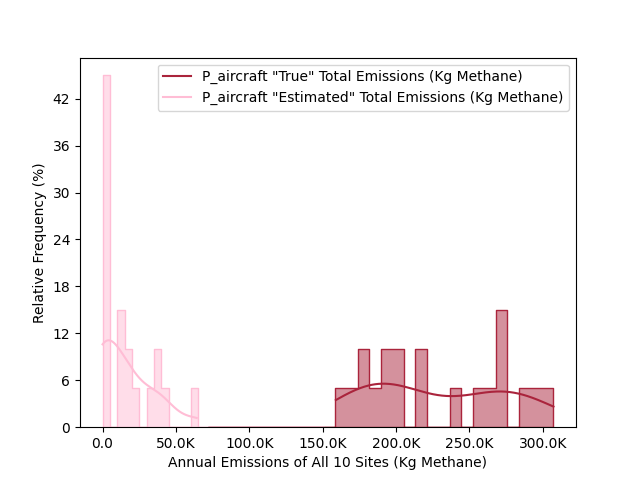 P_aircraft "True" Total Emissions (Kg Methane)
P_aircraft "Estimated" Total Emissions (Kg Methane)
42
36
30
24
18
12
6
0
Relative Frequency (%)
0.0 50.0K 100.0K 150.0K 200.0K 250.0K 300.0K
Annual Emissions of All 10 Sites (Kg Methane)